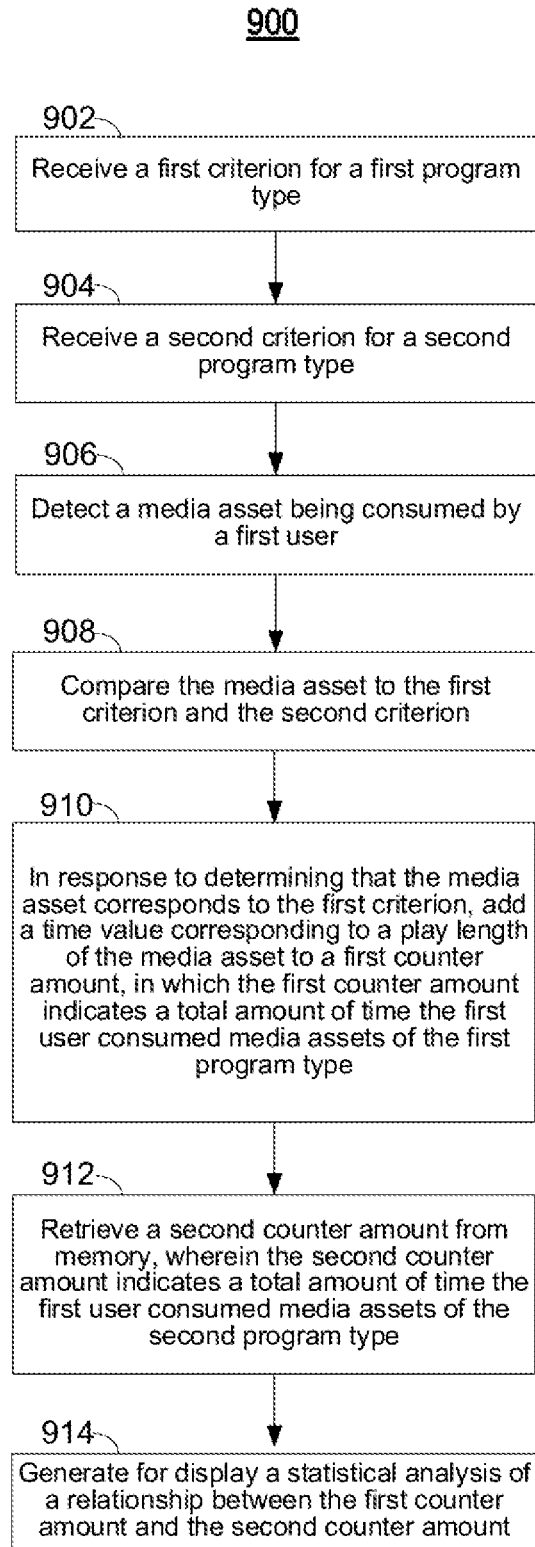 900
902
Receive a first criterion for a first program
type
904
Receive a second criterion for a second
program type
906
Detect a media asset being consumed by
a first user
908
Compare the media asset to the first
criterion and the second criterion
910
In response to determining that the media
asset corresponds to the first criterion, add
a time value corresponding to a play length
of the media asset to a first counter
amount, in which the first counter amount
indicates a total amount of time the first
user consumed media assets of the first
program type
912
Retrieve a second counter amount from
memory, wherein the second counter
amount indicates a total amount of time the
first user consumed media assets of the
second program type
914
Generate for display a statistical analysis of
a relationship between the first counter
amount and the second counter amount